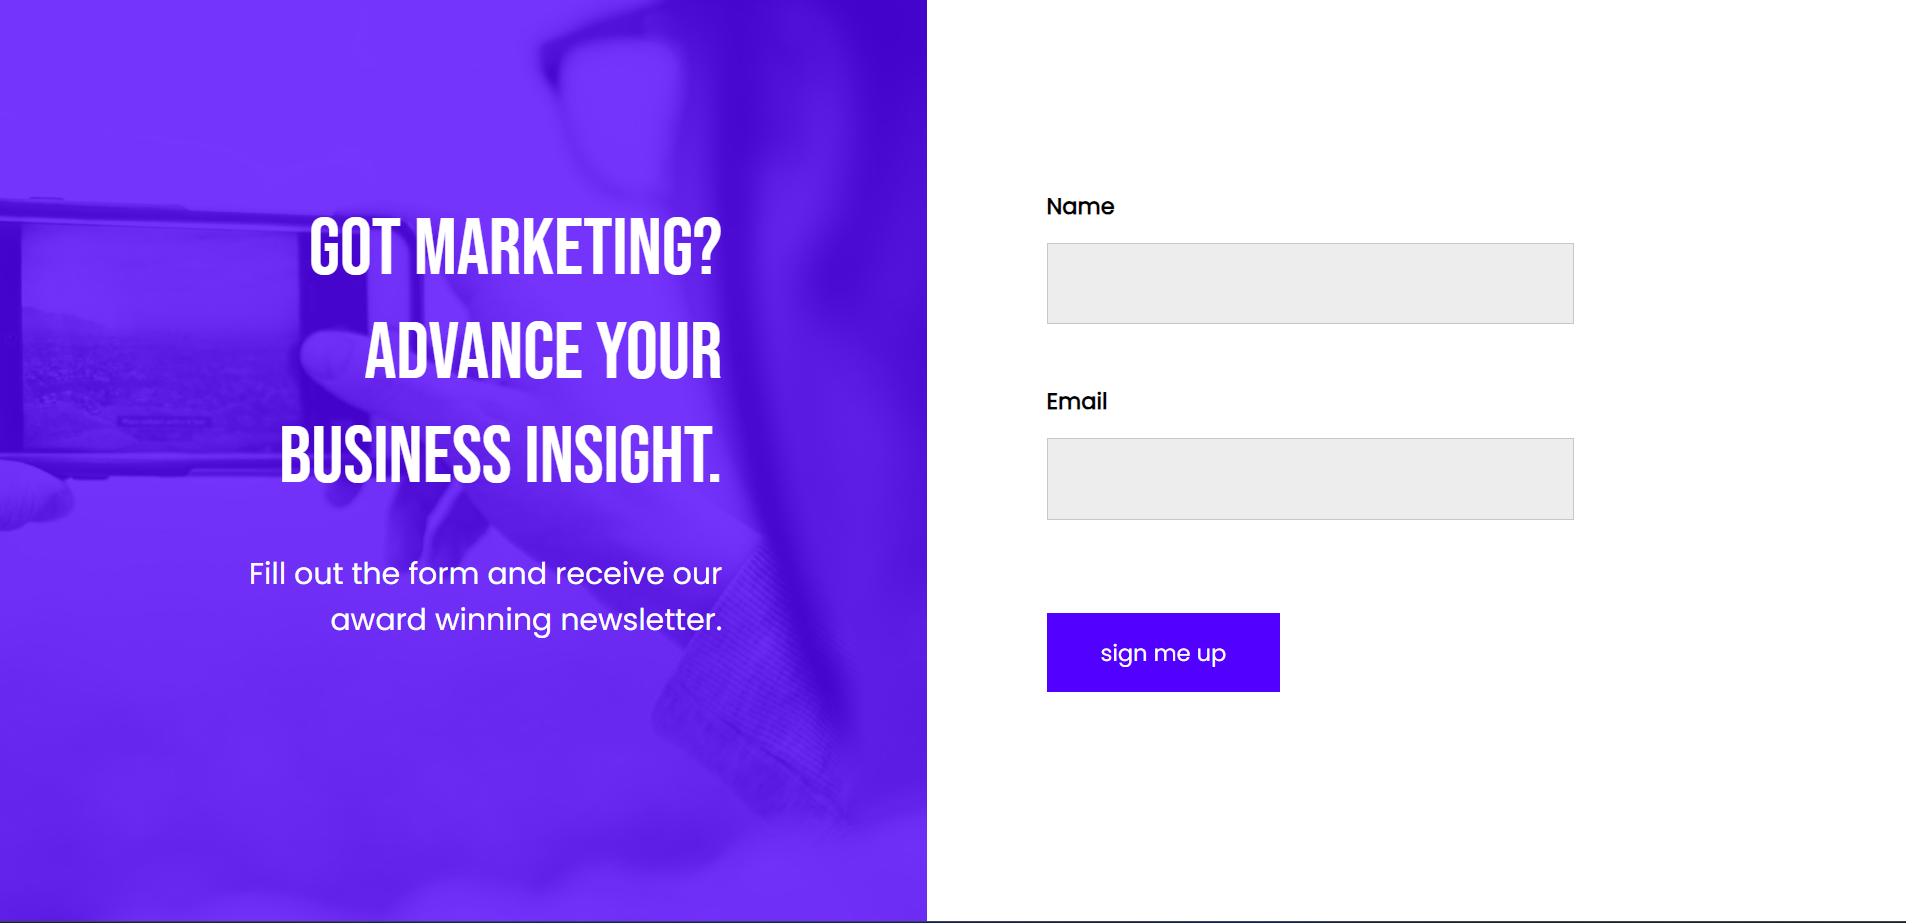 GOT MARKETING?
ADVANCE YOUR
BUSINESS INSIGHT.
Fill out the form and receive our
award winning newsletter.
Name
Email
sign me up